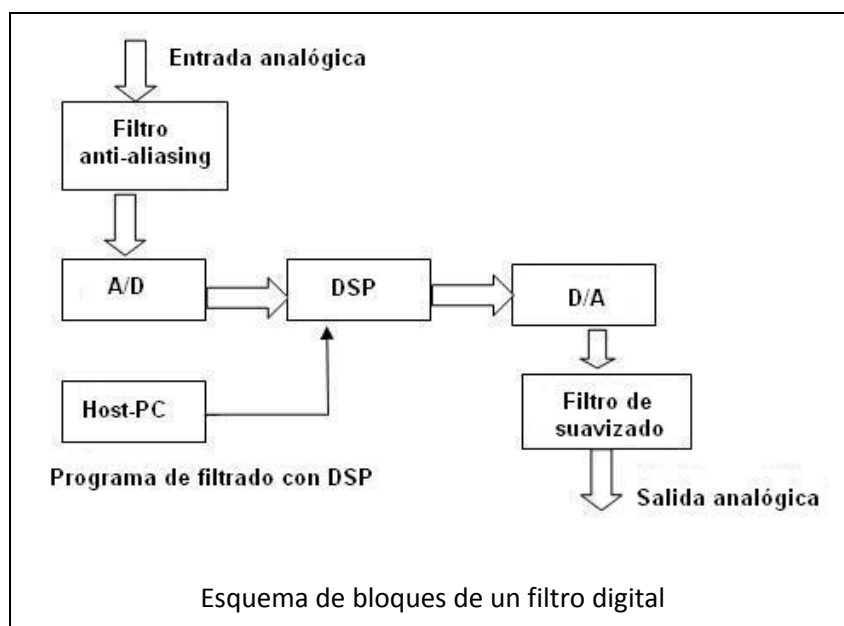 Entrada analógica
Filtro
anti-aliasing
A/D
DSP
D/A
Host-PC
Filtro de
suavizado
Programa de filtrado con DSP
Salida analógica
Esquema de bloques de un filtro digital